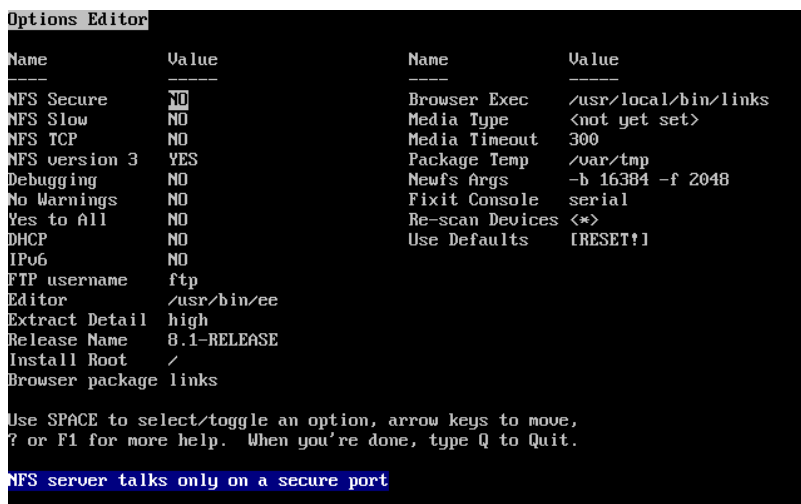 Options Editor
Name Value Name Value
---- ----- ---- -----
NFS Secure NO Browser Exec /usr/local/bin/links
NFS Slow NO Media Type <not yet set>
NFS TCP NO Media Timeout 300
NFS version 3 YES Package Temp /var/tmp
Debugging NO Newfs Args -b 16384 -f 2048
No Warnings NO Fixit Console serial
Yes to All NO Re-scan Devices <*>
DHCP NO Use Defaults [RESET!]
IPv6 NO
FTP username ftp
Editor /usr/bin/ee
Extract Detail high
Release Name 8.1-RELEASE
Install Root /
Browser package links
Use SPACE to select/toggle an option, arrow keys to move,
? or F1 for more help. When you're done, type Q to Quit.
NFS server talks only on a secure port